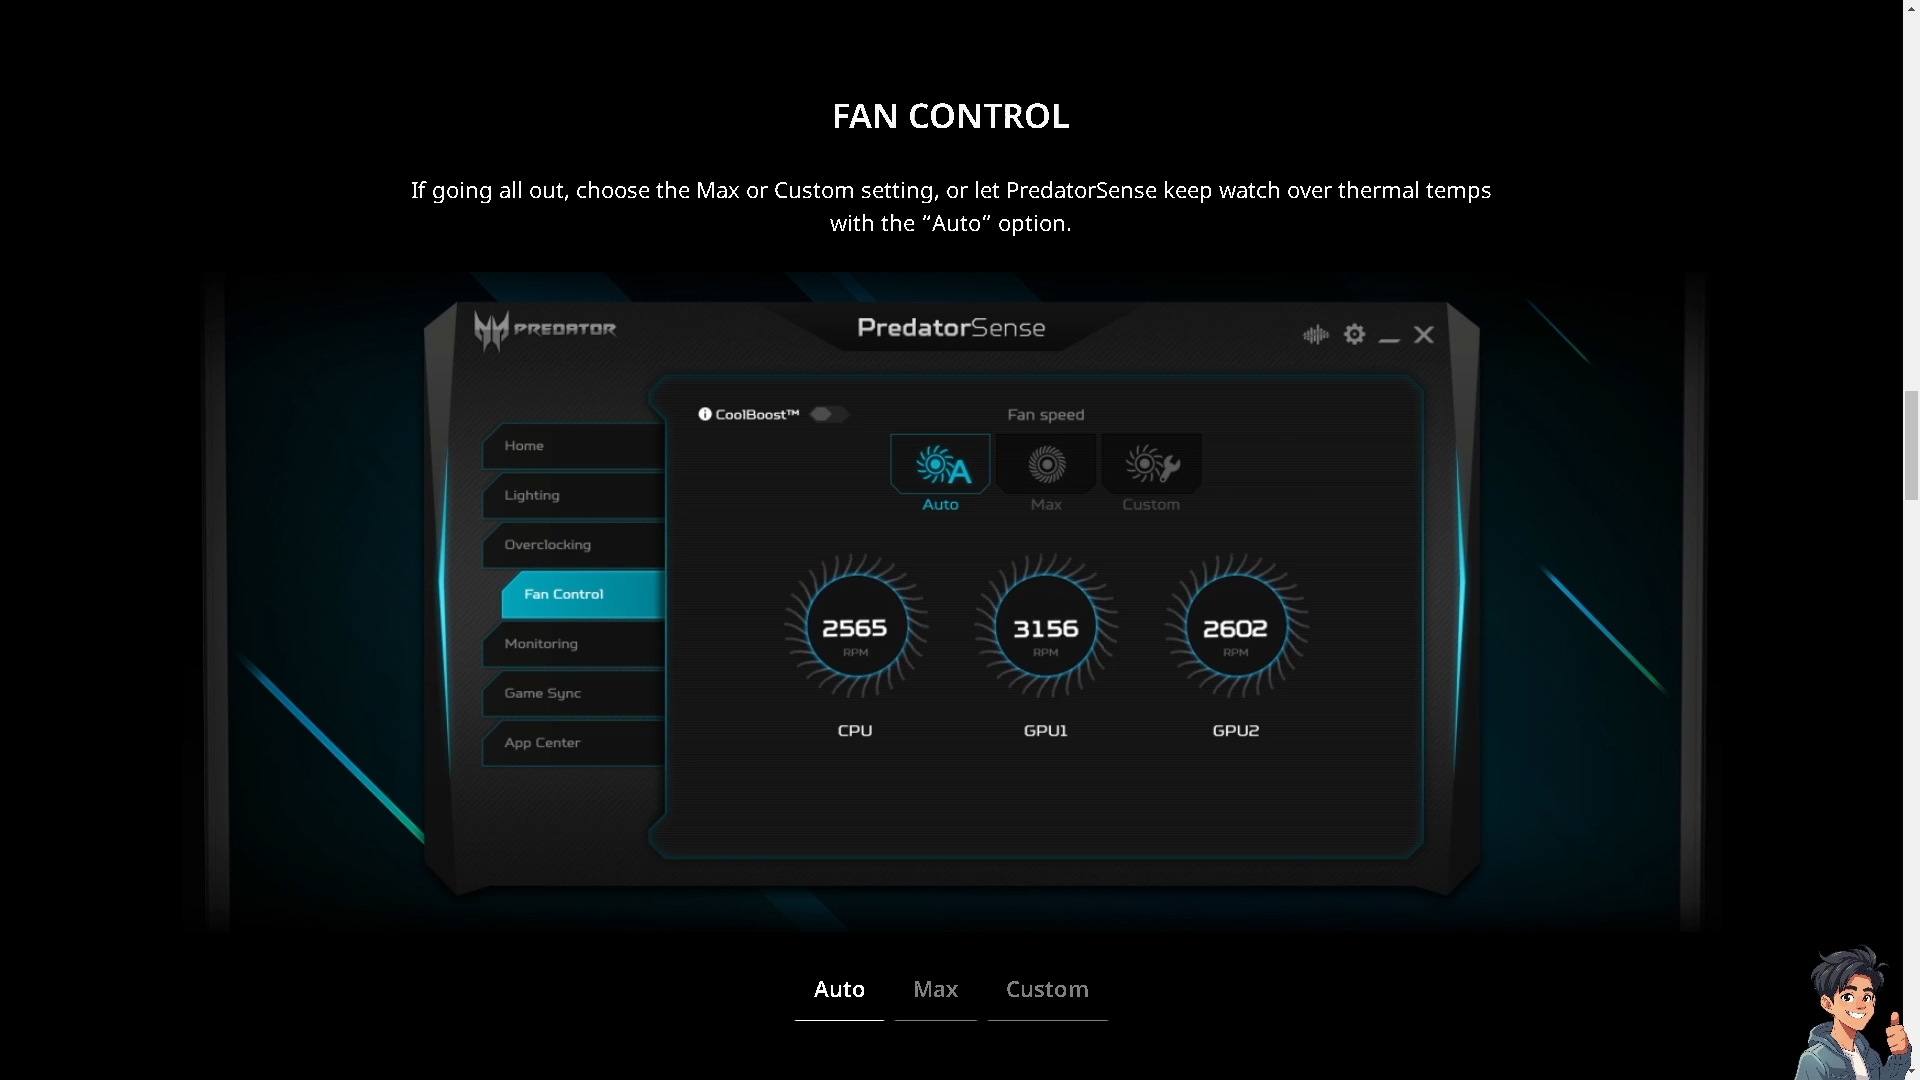 FAN CONTROL
If going all out, choose the Max or Custom setting, or let PredatorSense keep watch over thermal temps
with the “Auto” option.
PREDATOR
PredatorSense
CoolBoost™
Fan speed
Auto
Max
Custom
Home
Lighting
Overclocking
Fan Control
Monitoring
Game Sync
App Center
2565
RPM
CPU
3156
RPM
GPU1
2602
RPM
GPU2
Auto
Max
Custom